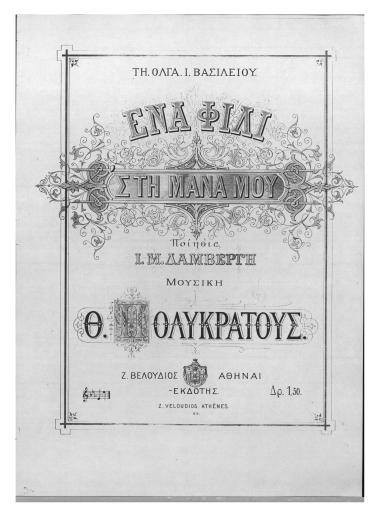 ΤΗ. ΟΛΓΑ. Ι. ΒΑΣΙΛΕΙΟΥ.
ΕΝΑ ΦΙΛΙ
ΣΤΗ ΜΑΝΑ ΜΟΥ
Ποίησις
Ι. Μ. ΔΑΜΒΕΡΓΗ
ΜΟΥΣΙΚΗ
Θ. ΠΟΛΥΚΡΑΤΟΥΣ.
Ζ. ΒΕΛΟΥΔΙΟΣ ΑΘΗΝΑΙ
-ΕΚΔΟΤΗΣ-
Δρ. 1,50.
Z. VELOUDIOS ATHÈNES.